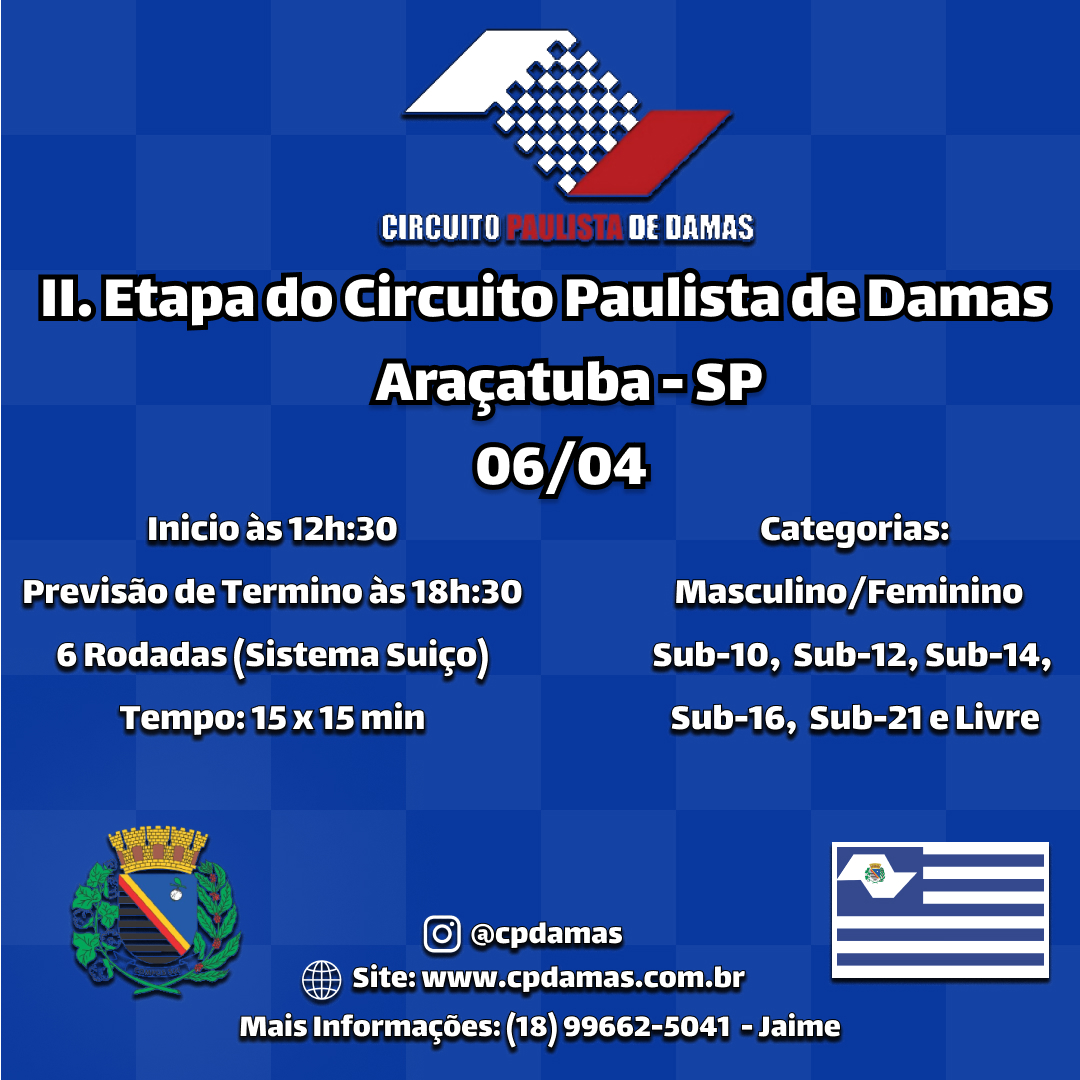 CIRCUITO PAULISTA DE DAMAS
II. Etapa do Circuito Paulista de Damas
Araçatuba - SP
06/04
Inicio às 12h:30
Previsão de Termino às 18h:30
6 Rodadas (Sistema Suiço)
Tempo: 15 x 15 min
Categorias:
Masculino/Feminino
Sub-10, Sub-12, Sub-14,
Sub-16, Sub-21 e Livre
@cpdamas
Site: www.cpdamas.com.br
Mais Informações: (18) 99662-5041 - Jaime